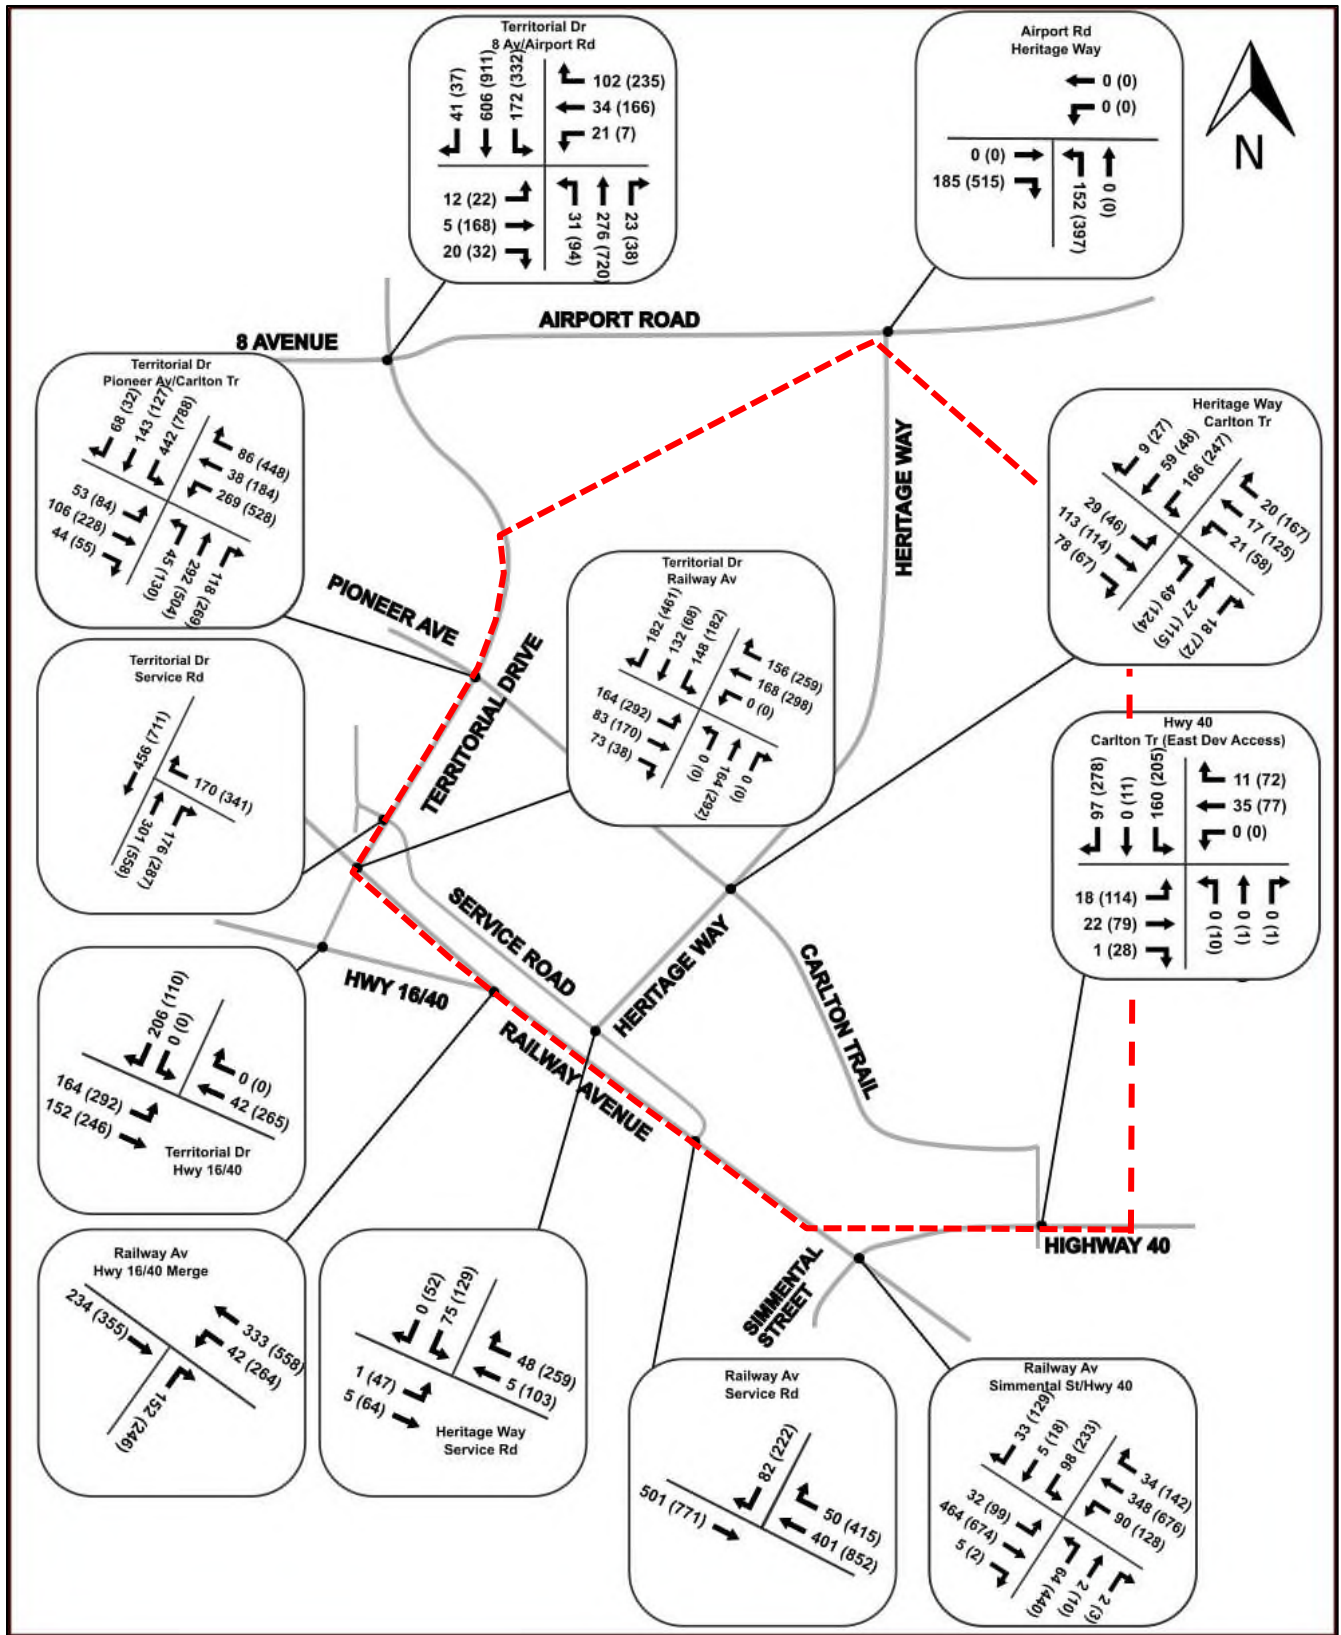 Territorial Dr
8 Av/Airport Rd
41 (37)
606 (911)
172 (332)
102 (235)
34 (166)
21 (7)
12 (22)
5 (168)
20 (32)
31 (94)
276 (720)
23 (38)
Airport Rd
Heritage Way
0 (0)
0 (0)
0 (0)
185 (515)
152 (397)
0 (0)
N
8 AVENUE
AIRPORT ROAD
Territorial Dr
Pioneer Av/Carlton Tr
68 (32)
143 (127)
442 (788)
86 (448)
38 (184)
269 (528)
53 (84)
106 (228)
44 (55)
45 (130)
292 (504)
118 (269)
Heritage Way
Carlton Tr
9 (27)
59 (48)
166 (247)
20 (167)
17 (125)
21 (58)
29 (46)
113 (114)
78 (67)
49 (124)
27 (115)
18 (72)
HERITAGE WAY
PIONEER AVE
TERRITORIAL DRIVE
Territorial Dr
Railway Av
182 (461)
132 (68)
148 (182)
156 (259)
168 (298)
0 (0)
164 (292)
83 (170)
73 (38)
0 (0)
164 (292)
0 (0)
Territorial Dr
Service Rd
456 (711)
170 (341)
301 (558)
176 (287)
Hwy 40
Carlton Tr (East Dev Access)
97 (278)
0 (11)
160 (205)
11 (72)
35 (77)
0 (0)
18 (114)
22 (79)
1 (28)
0 (10)
0 (1)
0 (1)
SERVICE ROAD
HERITAGE WAY
CARLTON TRAIL
HWY 16/40
RAILWAY AVENUE
206 (110)
0 (0)
0 (0)
42 (265)
164 (292)
152 (246)
Territorial Dr
Hwy 16/40
HIGHWAY 40
SIMMENTAL
STREET
Railway Av
Hwy 16/40 Merge
234 (355)
333 (558)
42 (264)
152 (246)
0 (52)
75 (129)
48 (259)
5 (103)
1 (47)
5 (64)
Heritage Way
Service Rd
Railway Av
Service Rd
82 (222)
501 (771)
50 (415)
401 (852)
Railway Av
Simmental St/Hwy 40
33 (129)
5 (18)
98 (233)
34 (142)
348 (676)
90 (128)
32 (99)
464 (674)
5 (2)
64 (440)
2 (10)
2 (3)